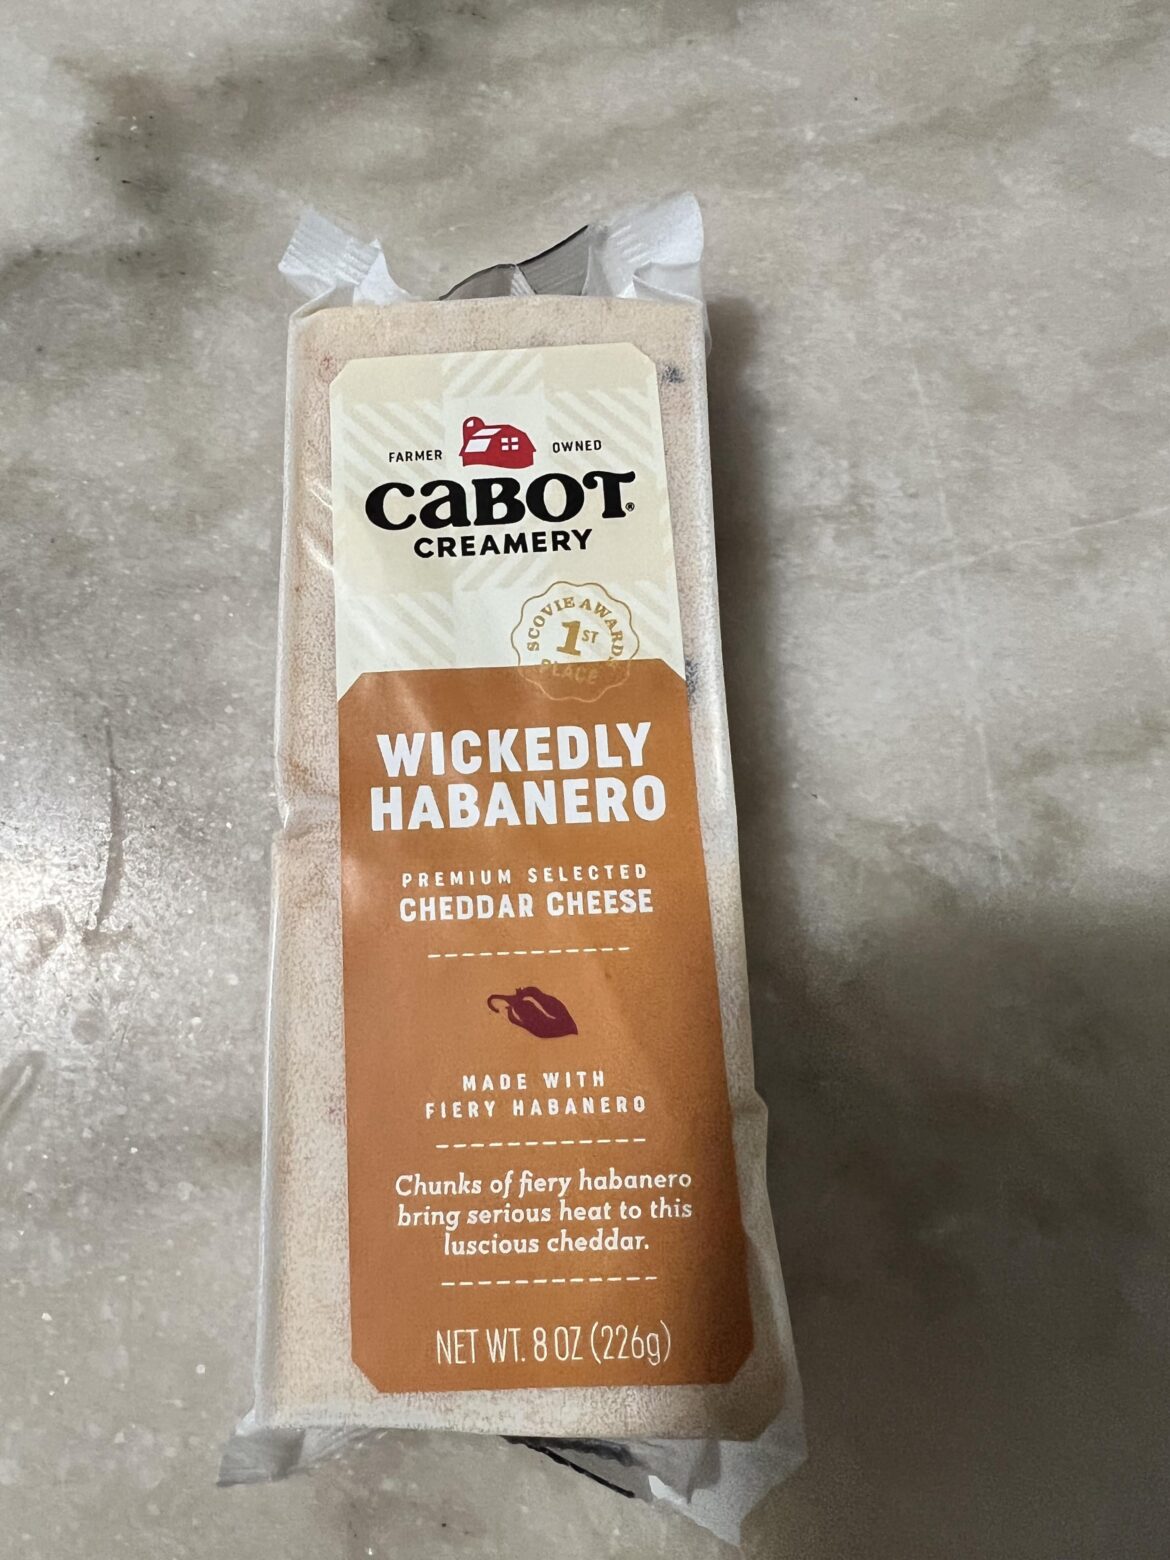 FARMER OWNED
CABOT®
CREAMERY
SCOVIE AWARDS
1ST
PLACE
WICKEDLY
HABANERO
PREMIUM SELECTED
CHEDDAR CHEESE
MADE WITH
FIERY HABANERO
Chunks of fiery habanero
bring serious heat to this
luscious cheddar.
NET WT. 8 OZ (226g)